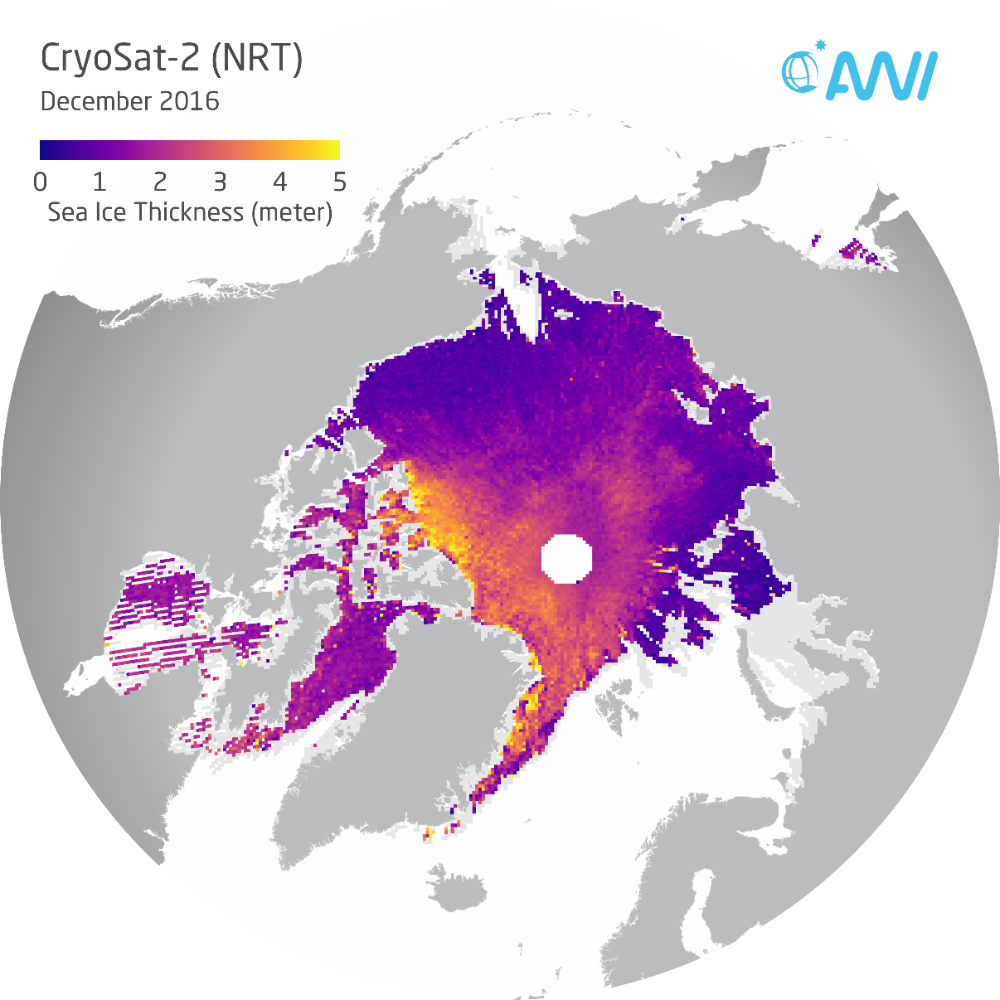 CryoSat-2 (NRT)
December 2016
0 1 2 3 4 5
Sea Ice Thickness (meter)
AWI